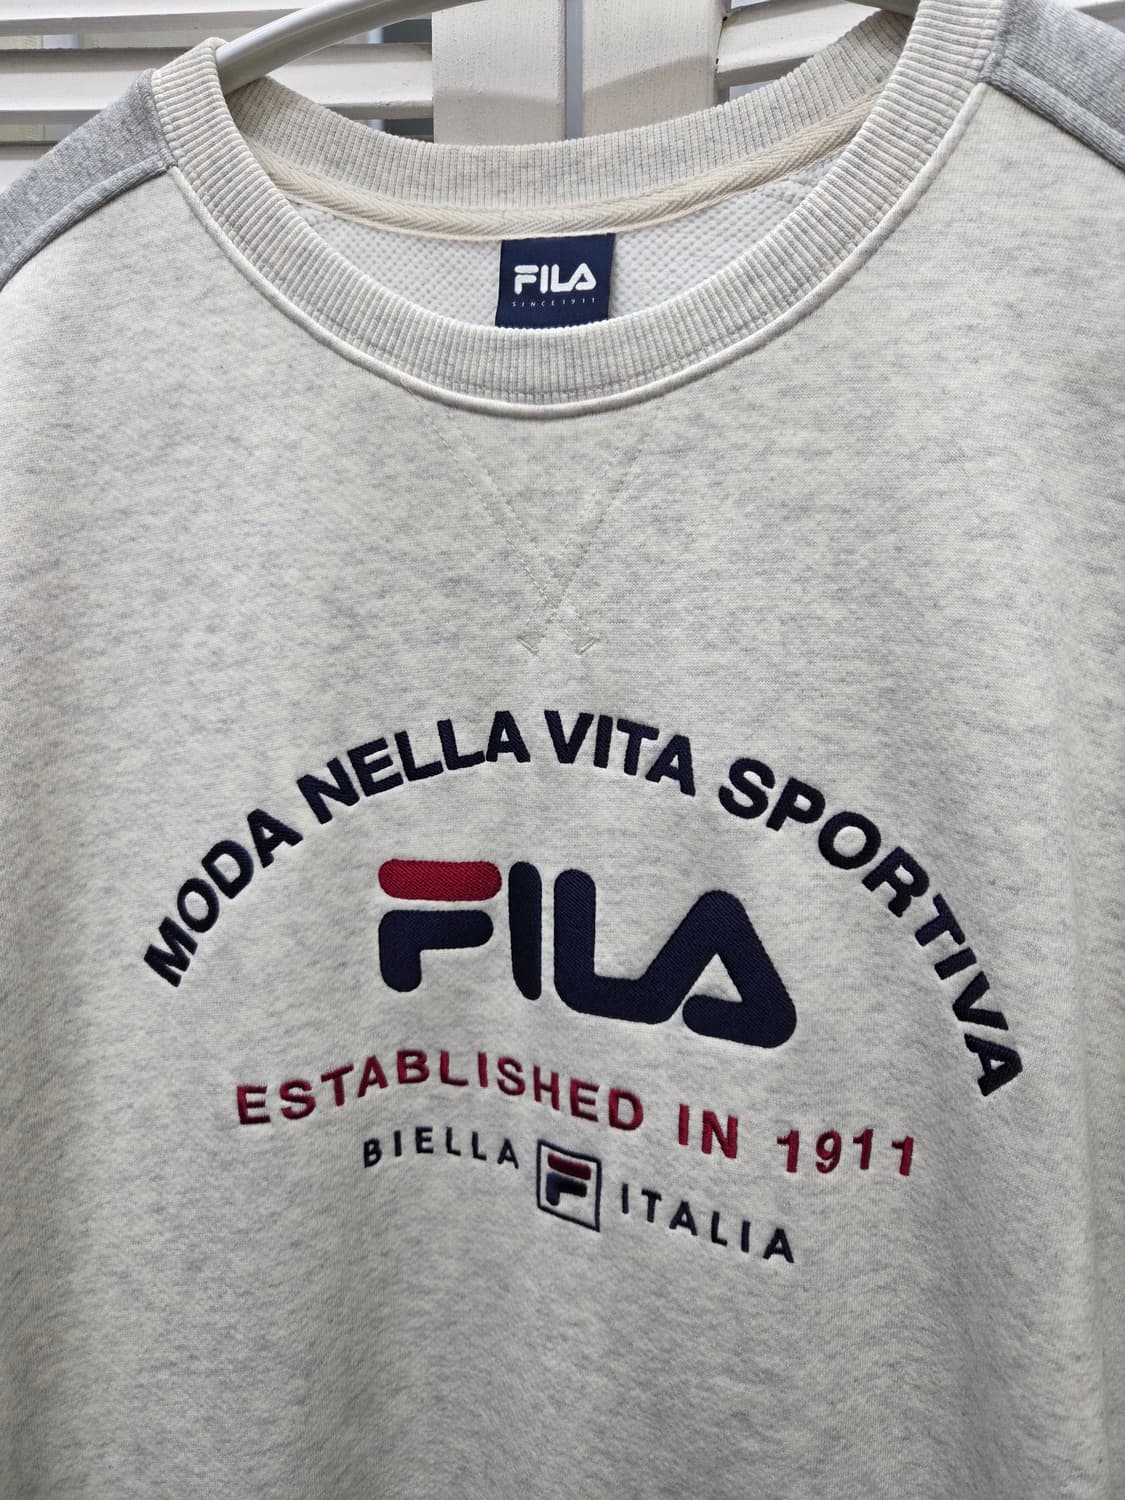 FILA
SINCE 1911
MODA NELLA VITA SPORTIVA
FILA
ESTABLISHED IN 1911
BIELLA F ITALIA